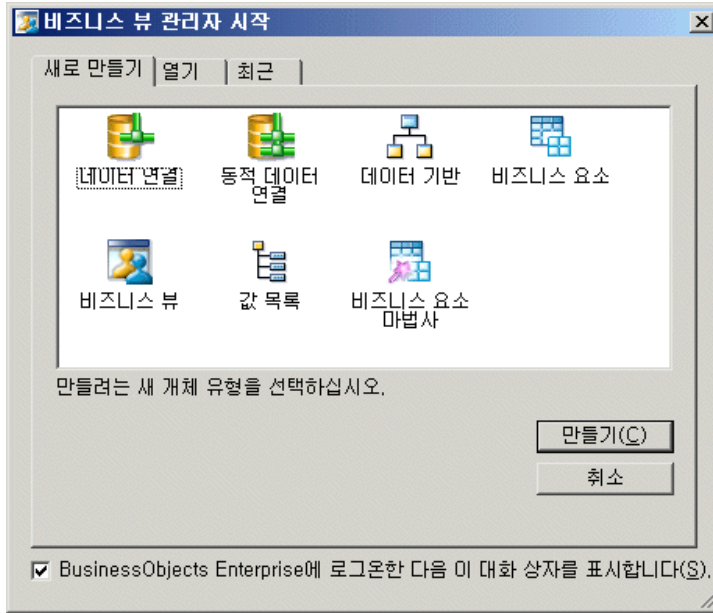 비즈니스 뷰 관리자 시작
새로 만들기 열기 최근
데이터 연결 동적 데이터 연결 데이터 기반 비즈니스 요소
비즈니스 뷰 값 목록 비즈니스 요소 마법사
만들려는 새 개체 유형을 선택하십시오.
만들기(C)
취소
BusinessObjects Enterprise에 로그온한 다음 이 대화 상자를 표시합니다(S).